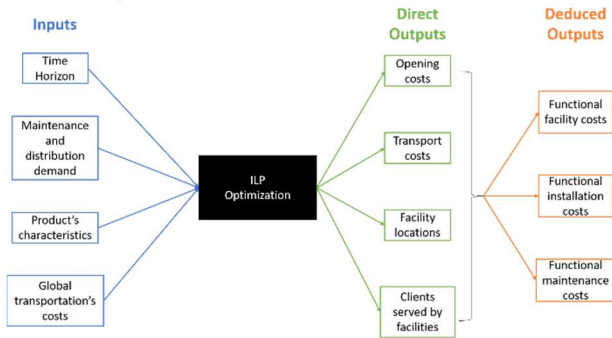 Inputs
Time
Horizon
Maintenance
and
distribution
demand
Product's
characteristics
Global
transportation's
costs
ILP
Optimization
Direct
Outputs
Opening
costs
Transport
costs
Facility
locations
Clients
served by
facilities
Deduced
Outputs
Functional
facility costs
Functional
installation
costs
Functional
maintenance
costs